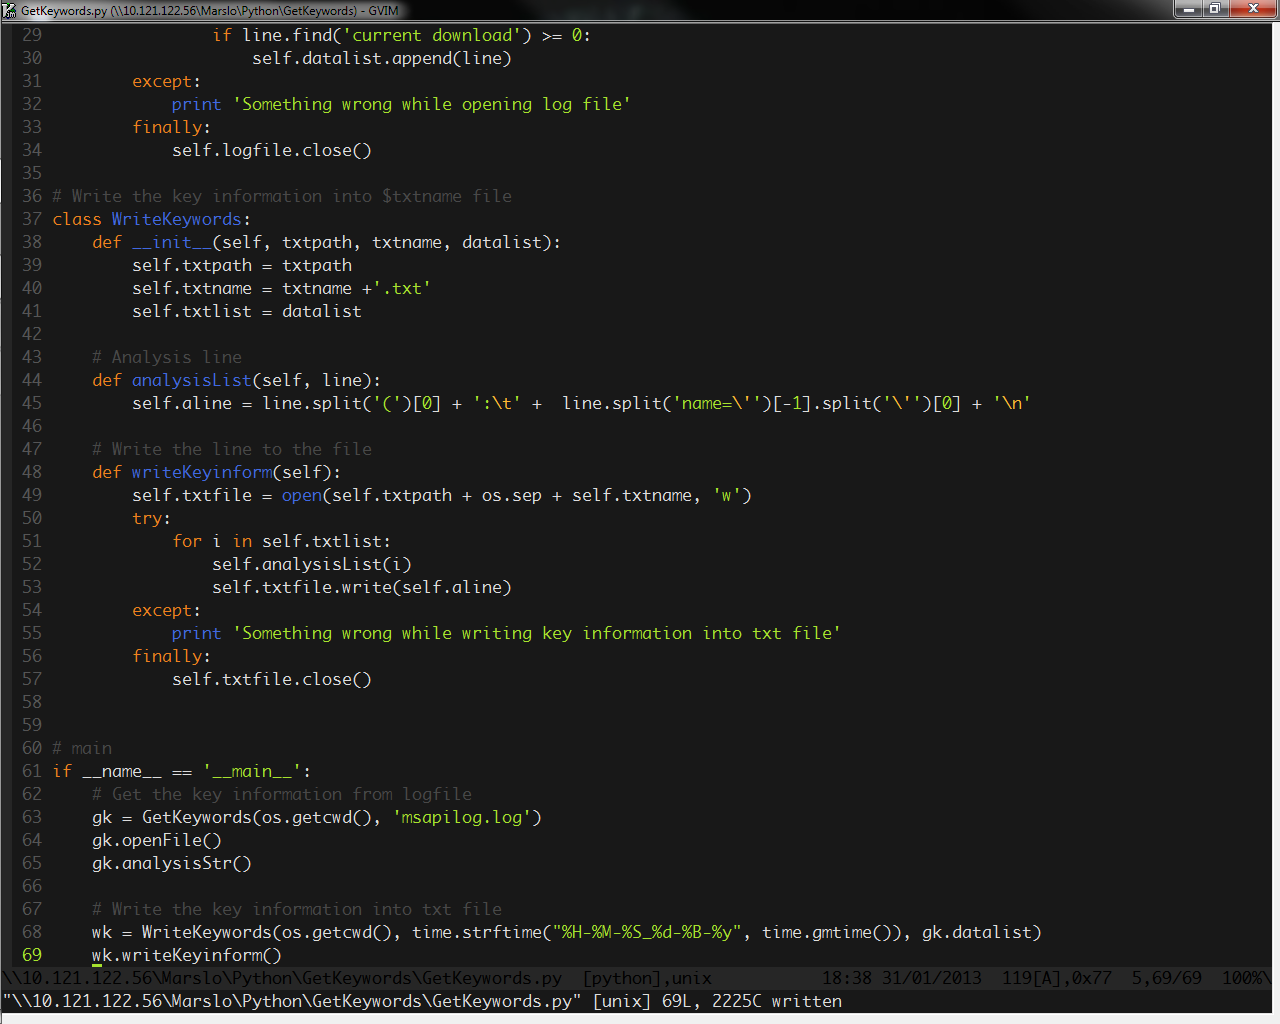 GetKeywords.py (\\10.121.122.56\Marslo\Python\GetKeywords) - GVIM
29                 if line.find('current download') >= 0:
30                     self.datalist.append(line)
31         except:
32             print 'Something wrong while opening log file'
33         finally:
34             self.logfile.close()
35
36 # Write the key information into $txtname file
37 class WriteKeywords:
38     def __init__(self, txtpath, txtname, datalist):
39         self.txtpath = txtpath
40         self.txtname = txtname +'.txt'
41         self.txtlist = datalist
42
43     # Analysis line
44     def analysisList(self, line):
45         self.aline = line.split('(')[0] + ':\t' +  line.split('name=\'')[-1].split('\'')[0] + '\n'
46
47     # Write the line to the file
48     def writeKeyinform(self):
49         self.txtfile = open(self.txtpath + os.sep + self.txtname, 'w')
50         try:
51             for i in self.txtlist:
52                 self.analysisList(i)
53                 self.txtfile.write(self.aline)
54         except:
55             print 'Something wrong while writing key information into txt file'
56         finally:
57             self.txtfile.close()
58
59
60 # main
61 if __name__ == '__main__':
62     # Get the key information from logfile
63     gk = GetKeywords(os.getcwd(), 'msapilog.log')
64     gk.openFile()
65     gk.analysisStr()
66
67     # Write the key information into txt file
68     wk = WriteKeywords(os.getcwd(), time.strftime("%H-%M-%S_%d-%B-%y", time.gmtime()), gk.datalist)
69     wk.writeKeyinform()
\\10.121.122.56\Marslo\Python\GetKeywords\GetKeywords.py  [python],unix           18:38 31/01/2013  119[A],0x77  5,69/69  100%\
"\\10.121.122.56\Marslo\Python\GetKeywords\GetKeywords.py" [unix] 69L, 2225C written